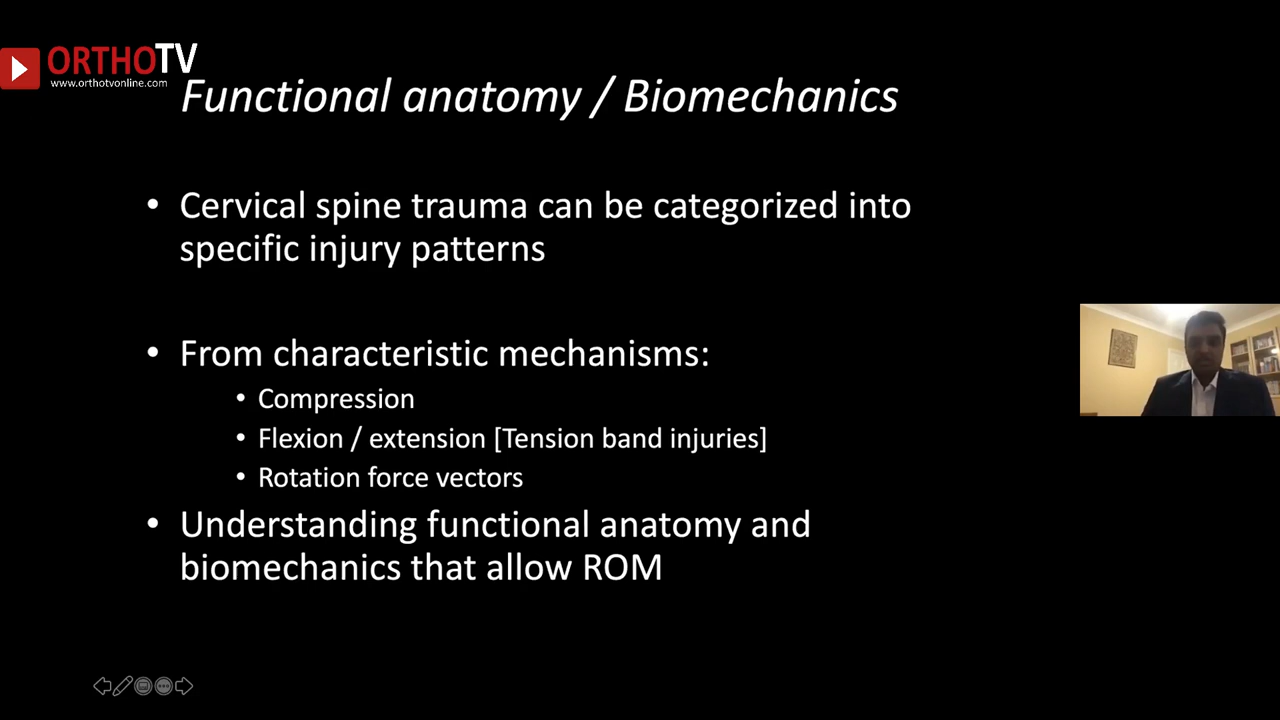 ORTHOTV
www.orthotvonline.com
Functional anatomy / Biomechanics
• Cervical spine trauma can be categorized into
specific injury patterns
• From characteristic mechanisms:
• Compression
• Flexion / extension [Tension band injuries]
• Rotation force vectors
• Understanding functional anatomy and
biomechanics that allow ROM